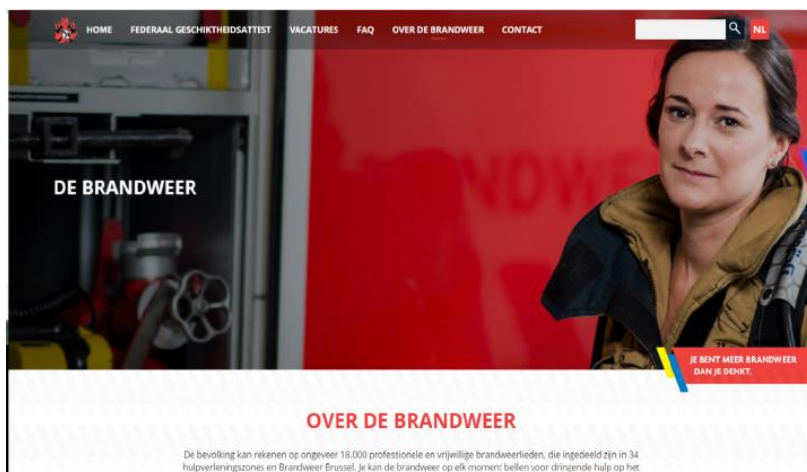 HOME FEDERAAL GESCHIKTHEIDSATTEST VACATURES FAQ OVER DE BRANDWEER CONTACT NL
DE BRANDWEER
JE BENT MEER BRANDWEER
DAN JE DENKT.
OVER DE BRANDWEER
De bevolking kan rekenen op ongeveer 18.000 professionele en vrijwillige brandweerlieden, die ingedeeld zijn in 34
hulpverleningszones en Brandweer Brussel. Je kan de brandweer op elk moment bellen voor dringende hulp op het